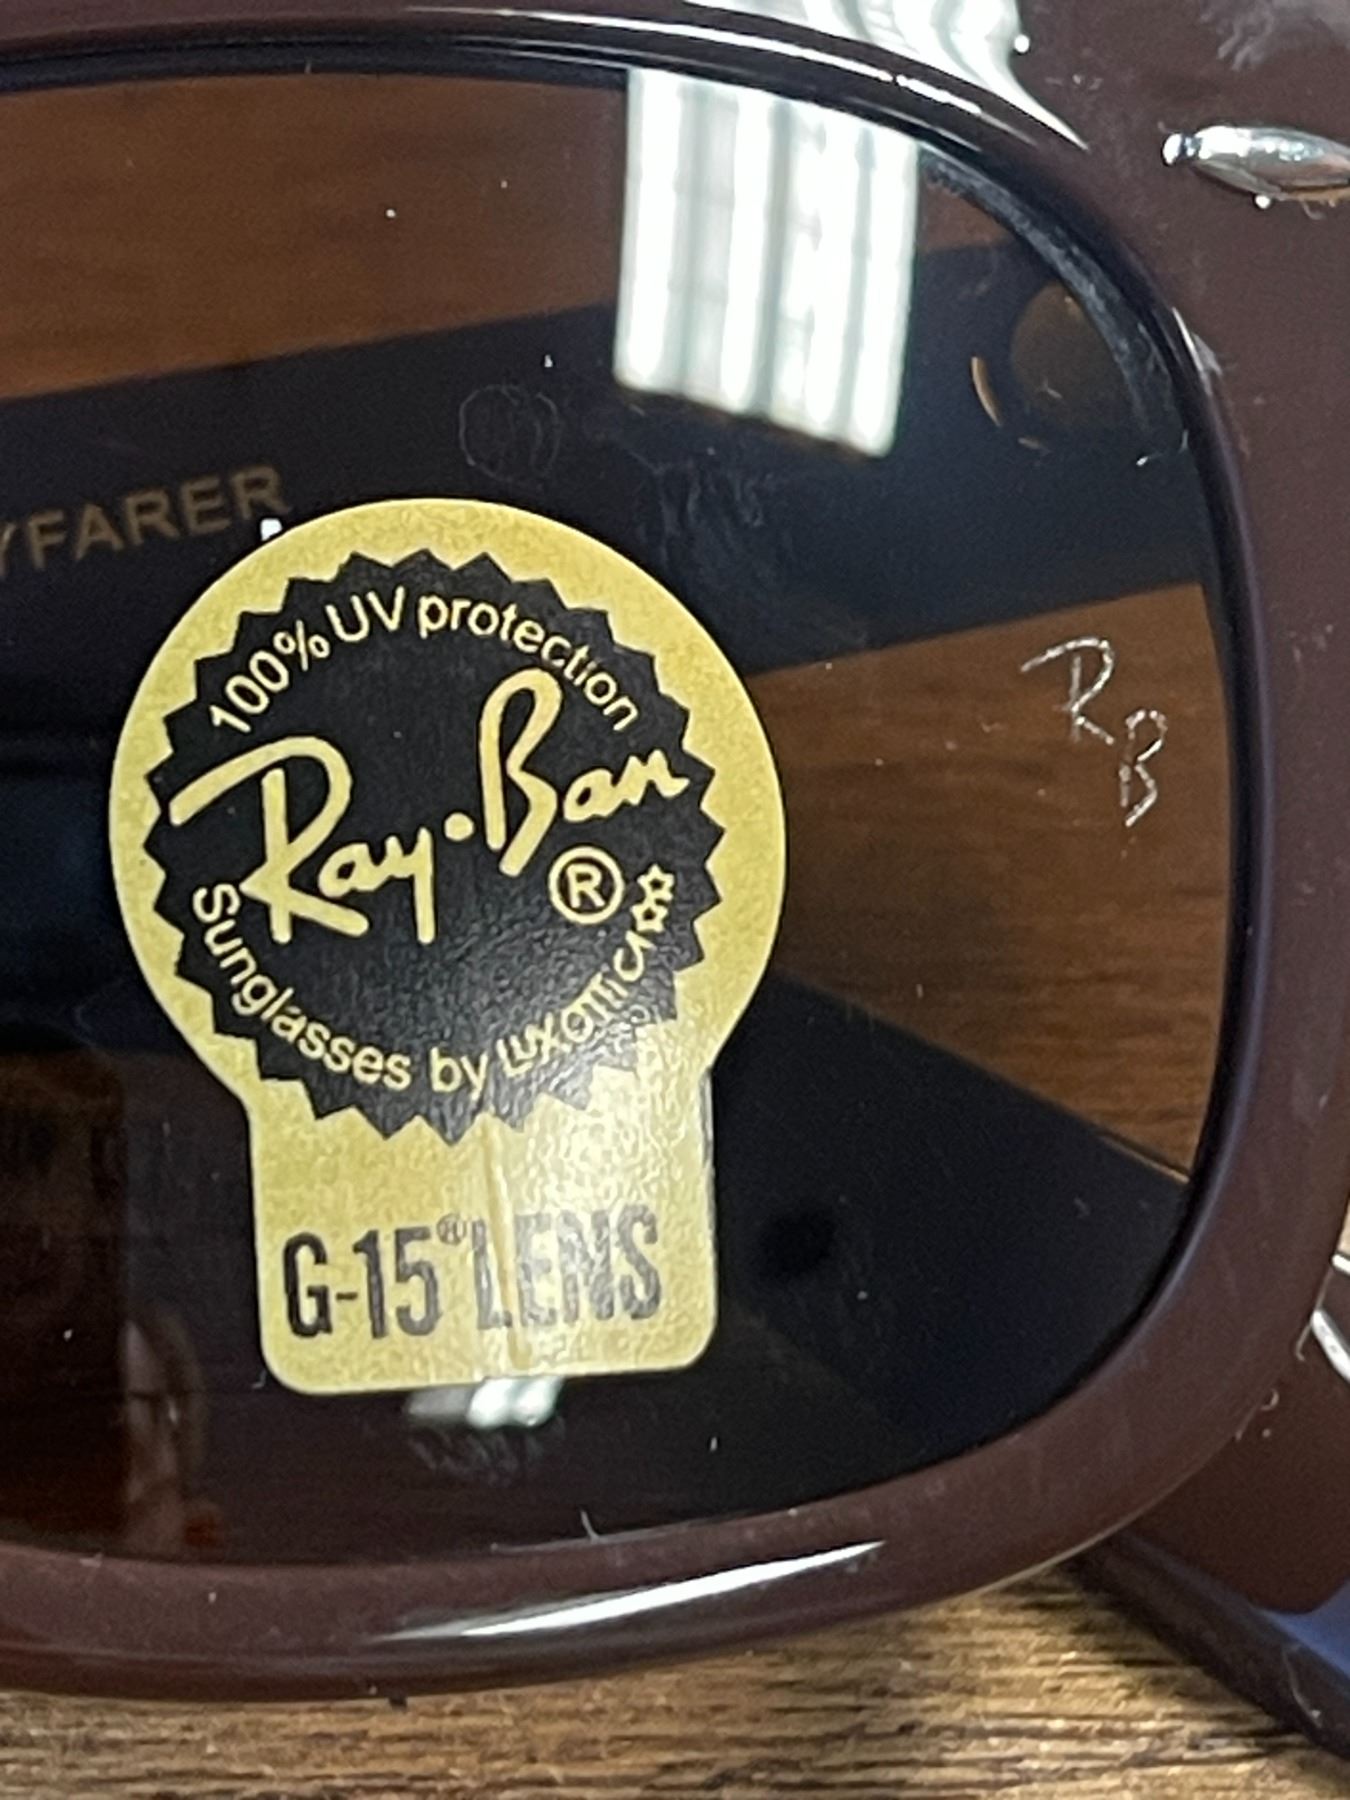 YFARER
100% UV protection
Ray·Ban
®
Sunglasses by LUXOTTICA
G-15® LENS
RB